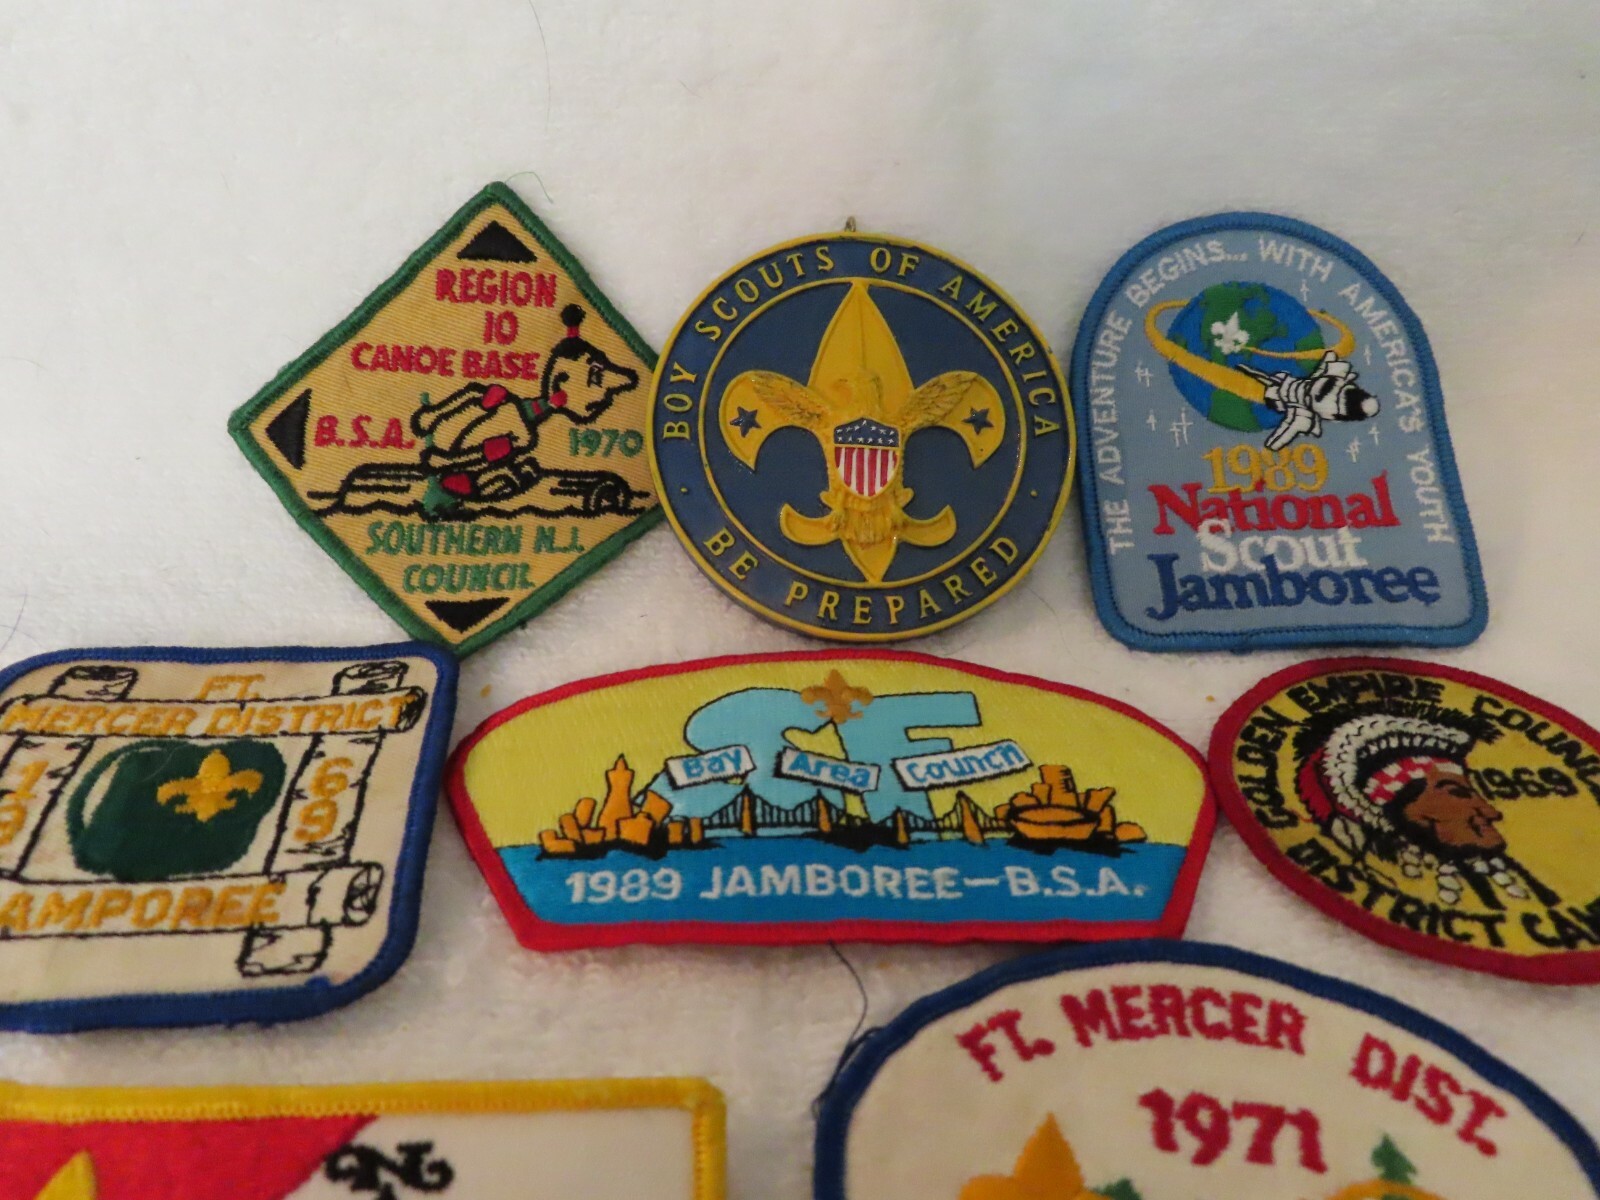 REGION
10
CANOE BASE
B.S.A.
1970
SOUTHERN N.J.
COUNCIL
BOY SCOUTS OF AMERICA
BE PREPARED
THE ADVENTURE BEGINS... WITH AMERICA'S YOUTH
1989
National
Scout
Jamboree
FT.
MERCER DISTRICT
19 69
AMPOREE
SF
Bay Area Council
1989 JAMBOREE-B.S.A.
GOLDEN EMPIRE COUNC
1969
DISTRICT CAM
FT. MERCER DIST.
1971
N